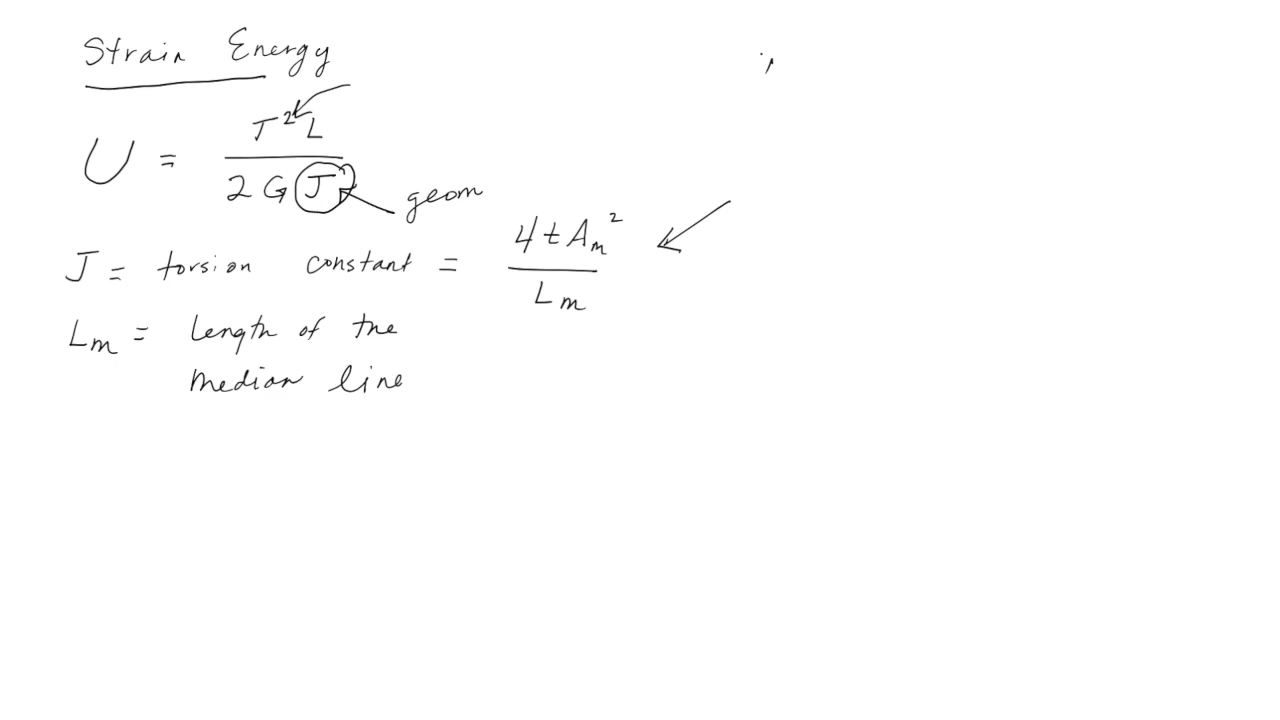 Strain Energy
U = T²L / 2GJ
geom
J = torsion constant = 4tAₘ² / Lₘ
Lₘ = length of the
median line